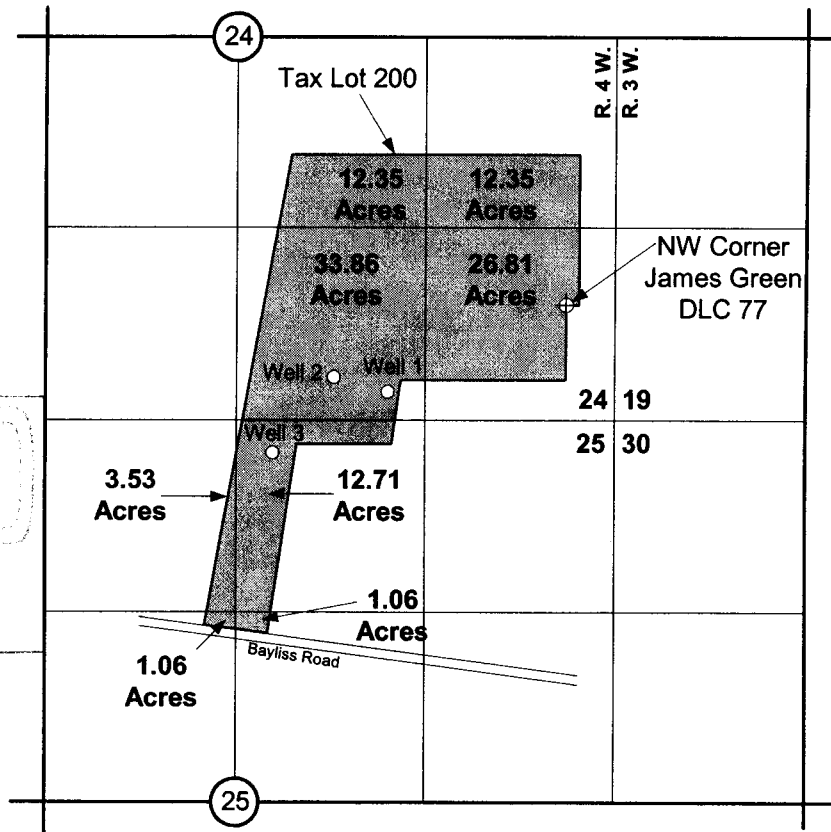 24
Tax Lot 200
R. 4 W.
R. 3 W.
12.35
Acres
12.35
Acres
33.86
Acres
26.81
Acres
NW Corner
James Green
DLC 77
Well 2
Well 1
24 19
25 30
Well 3
3.53
Acres
12.71
Acres
1.06
Acres
Bayliss Road
1.06
Acres
25